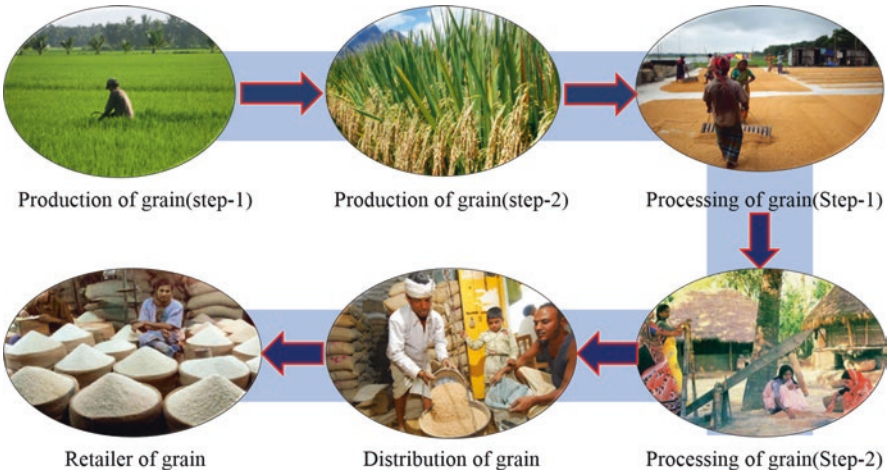 Production of grain(step-1)
Production of grain(step-2)
Processing of grain(Step-1)
Retailer of grain
Distribution of grain
Processing of grain(Step-2)